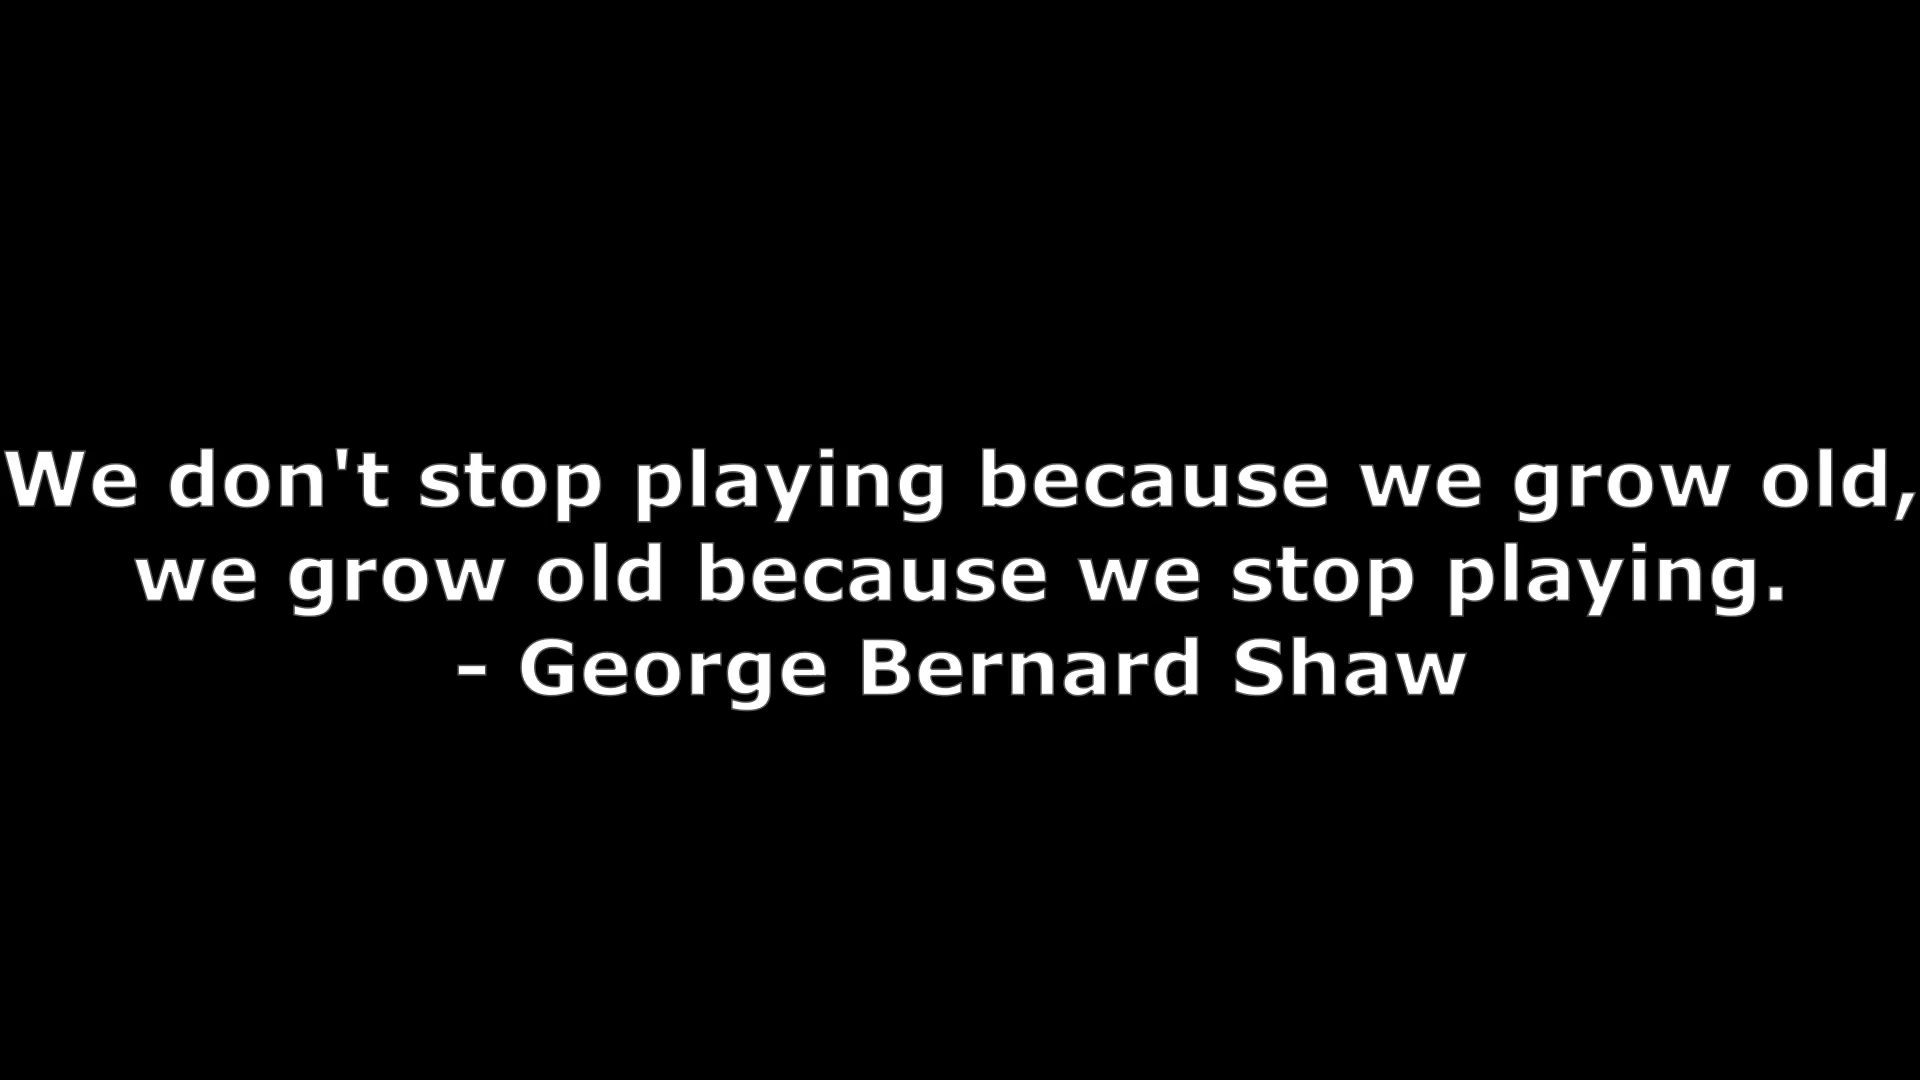 We don't stop playing because we grow old,
we grow old because we stop playing.
- George Bernard Shaw